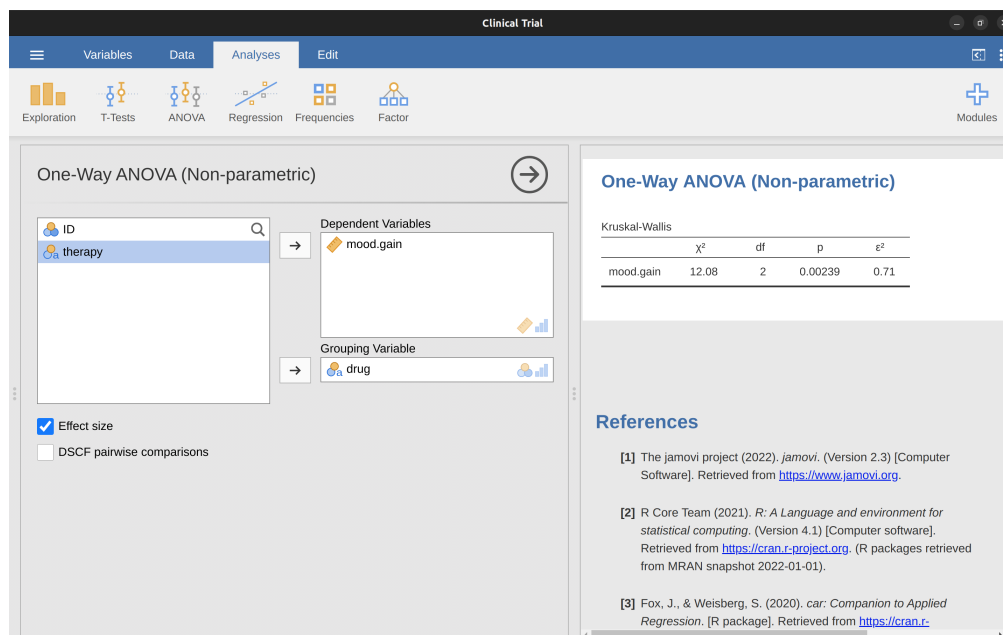 Clinical Trial
Variables Data Analyses Edit
Exploration T-Tests ANOVA Regression Frequencies Factor Modules
One-Way ANOVA (Non-parametric)
ID
therapy
Dependent Variables
mood.gain
Grouping Variable
drug
Effect size
DSCF pairwise comparisons
One-Way ANOVA (Non-parametric)
Kruskal-Wallis
χ² df p ε²
mood.gain 12.08 2 0.00239 0.71
References
[1] The jamovi project (2022). jamovi. (Version 2.3) [Computer
Software]. Retrieved from https://www.jamovi.org.
[2] R Core Team (2021). R: A Language and environment for
statistical computing. (Version 4.1) [Computer software].
Retrieved from https://cran.r-project.org. (R packages retrieved
from MRAN snapshot 2022-01-01).
[3] Fox, J., & Weisberg, S. (2020). car: Companion to Applied
Regression. [R package]. Retrieved from https://cran.r-